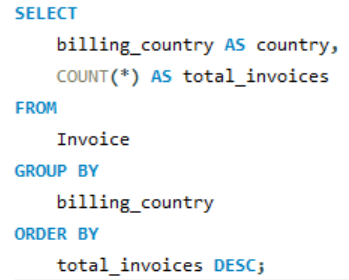 SELECT
billing_country AS country,
COUNT(*) AS total_invoices
FROM
Invoice
GROUP BY
billing_country
ORDER BY
total_invoices DESC;